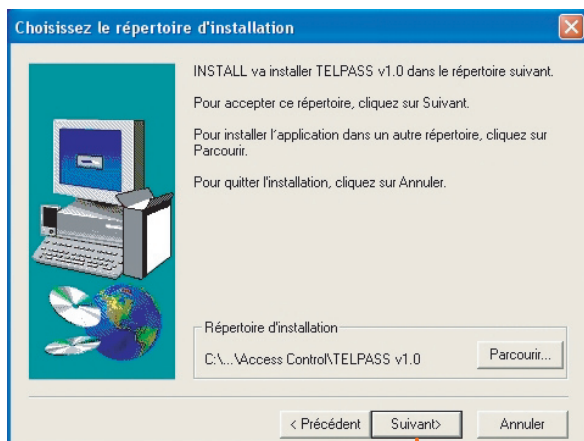 Choisissez le répertoire d'installation
INSTALL va installer TELPASS v1.0 dans le répertoire suivant.
Pour accepter ce répertoire, cliquez sur Suivant.
Pour installer l'application dans un autre répertoire, cliquez sur
Parcourir.
Pour quitter l'installation, cliquez sur Annuler.
Répertoire d'installation
C:\...\Access Control\TELPASS v1.0
Parcourir...
< Précédent
Suivant>
Annuler